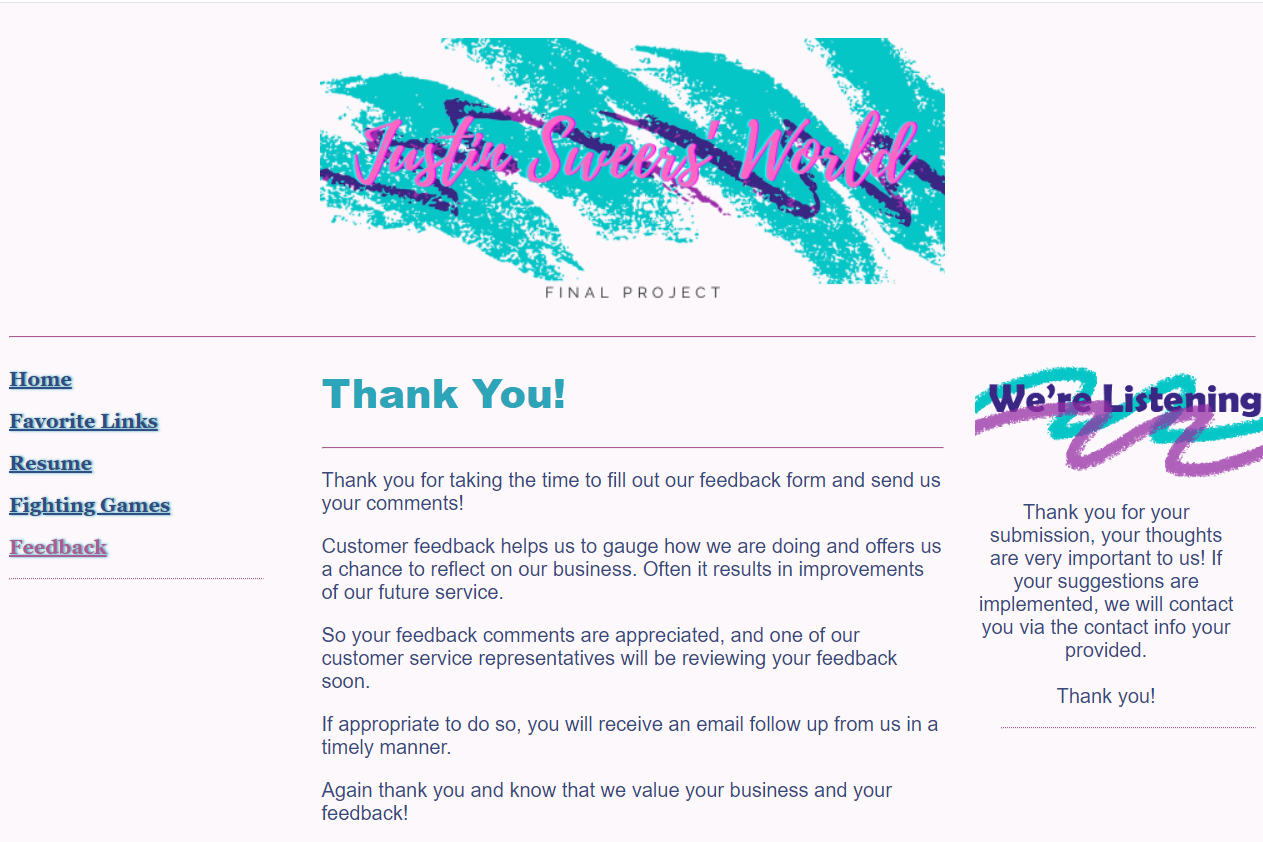 Justin Sweers' World
FINAL PROJECT
Home
Favorite Links
Resume
Fighting Games
Feedback
Thank You!
Thank you for taking the time to fill out our feedback form and send us
your comments!
Customer feedback helps us to gauge how we are doing and offers us
a chance to reflect on our business. Often it results in improvements
of our future service.
So your feedback comments are appreciated, and one of our
customer service representatives will be reviewing your feedback
soon.
If appropriate to do so, you will receive an email follow up from us in a
timely manner.
Again thank you and know that we value your business and your
feedback!
We're Listening
Thank you for your
submission, your thoughts
are very important to us! If
your suggestions are
implemented, we will contact
you via the contact info your
provided.
Thank you!